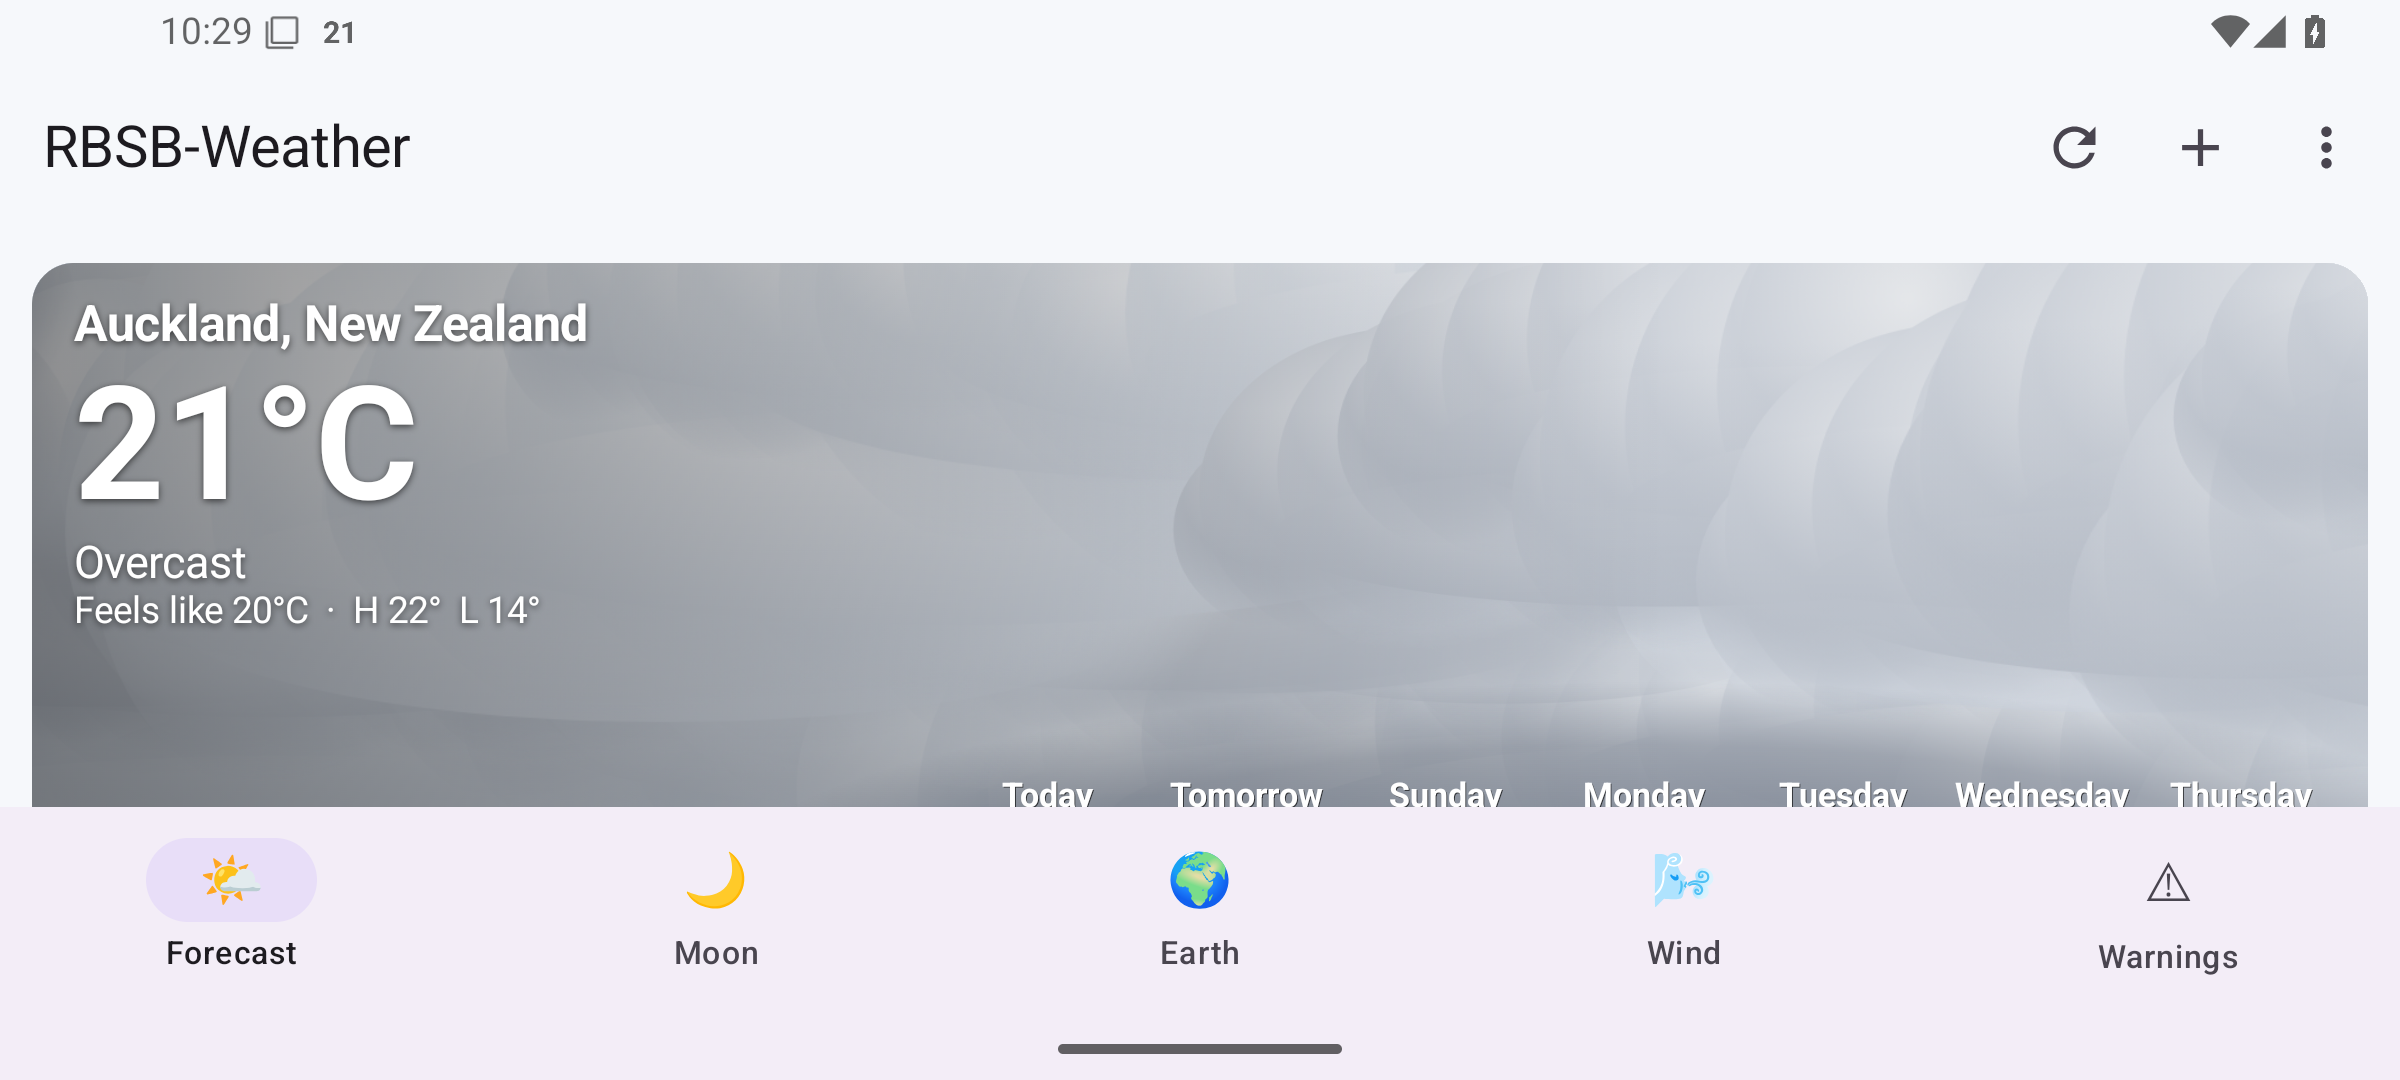 10:29 21
RBSB-Weather
Auckland, New Zealand
21°C
Overcast
Feels like 20°C · H 22° L 14°
Today Tomorrow Sunday Monday Tuesday Wednesday Thursday
Forecast Moon Earth Wind Warnings